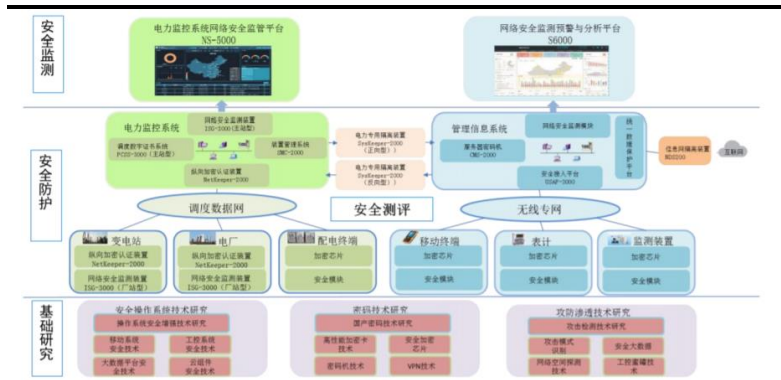 安全监测
电力监控系统网络安全监管平台
NS-5000
网络安全监测预警与分析平台
S6000
安全防护
电力监控系统
网络安全监测装置
ISG-3000(主站型)
调度数字证书系统
PCSS-3000(主站型)
装置管理系统
DMC-2000
纵向加密认证装置
NetKeeper-2000
电力专用隔离装置
SysKeeper-2000
(正向型)
电力专用隔离装置
SysKeeper-2000
(反向型)
管理信息系统
网络安全监测模块
服务器密码机
安全接入平台
USAP-3000
统一数据保护平台
信息网隔离装置
NDS200
互联网
调度数据网
安全测评
无线专网
变电站
纵向加密认证装置
NetKeeper-2000
网络安全监测装置
ISG-3000(厂站型)
电厂
纵向加密认证装置
NetKeeper-2000
网络安全监测装置
ISG-3000(厂站型)
配电终端
加密芯片
安全模块
移动终端
加密芯片
安全模块
表计
加密芯片
安全模块
监测装置
加密芯片
安全模块
基础研究
安全操作系统技术研究
操作系统安全增强技术研究
移动系统安全技术
工控系统安全技术
大数据平台安全技术
云组件安全技术
密码技术研究
国产密码技术研究
高性能加密卡技术
安全加密芯片
密码机技术
VPN技术
攻防渗透技术研究
攻击检测技术研究
攻击模式识别
安全大数据
网络空间探测技术
工控蜜罐技术